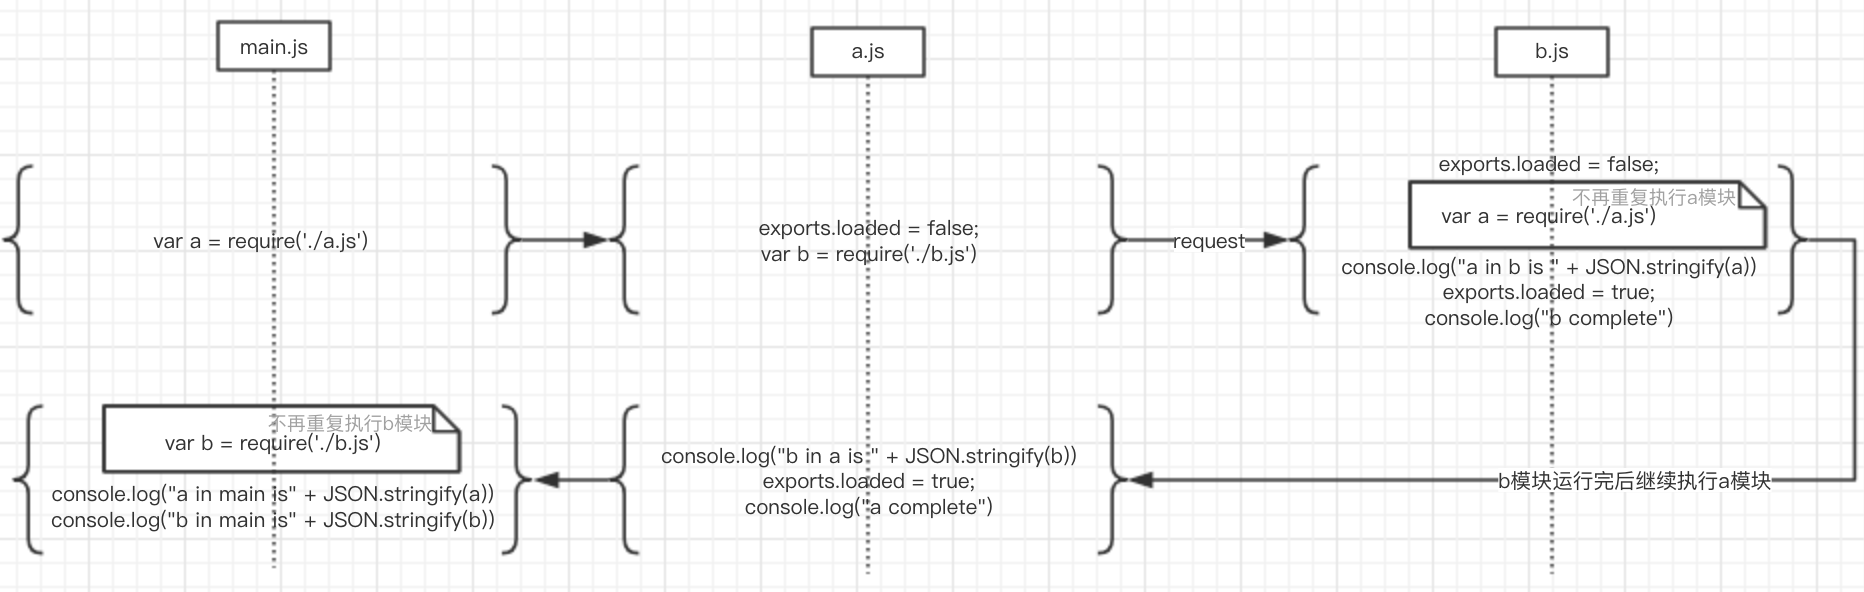 main.js
a.js
b.js
var a = require('./a.js')
exports.loaded = false;
var b = require('./b.js')
request
exports.loaded = false;
不再重复执行a模块
var a = require('./a.js')
console.log("a in b is " + JSON.stringify(a))
exports.loaded = true;
console.log("b complete")
b模块运行完后继续执行a模块
console.log("b in a is " + JSON.stringify(b))
exports.loaded = true;
console.log("a complete")
不再重复执行b模块
var b = require('./b.js')
console.log("a in main is" + JSON.stringify(a))
console.log("b in main is" + JSON.stringify(b))